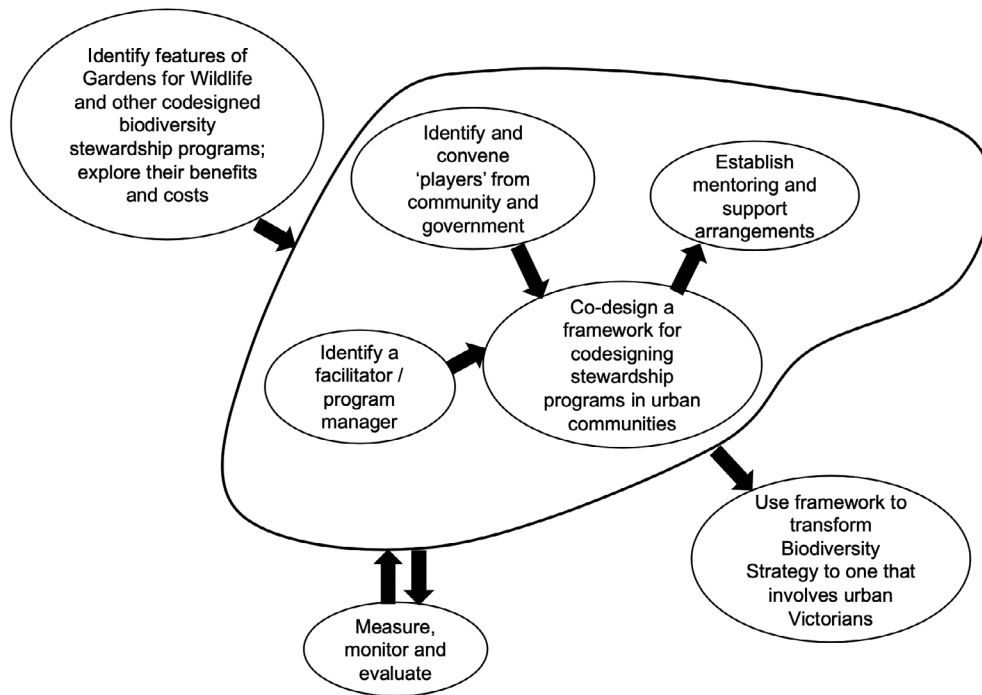 Identify features of
Gardens for Wildlife
and other codesigned
biodiversity
stewardship programs;
explore their benefits
and costs
Identify and
convene
‘players’ from
community and
government
Establish
mentoring and
support
arrangements
Identify a
facilitator /
program
manager
Co-design a
framework for
codesigning
stewardship
programs in urban
communities
Use framework to
transform
Biodiversity
Strategy to one that
involves urban
Victorians
Measure,
monitor and
evaluate